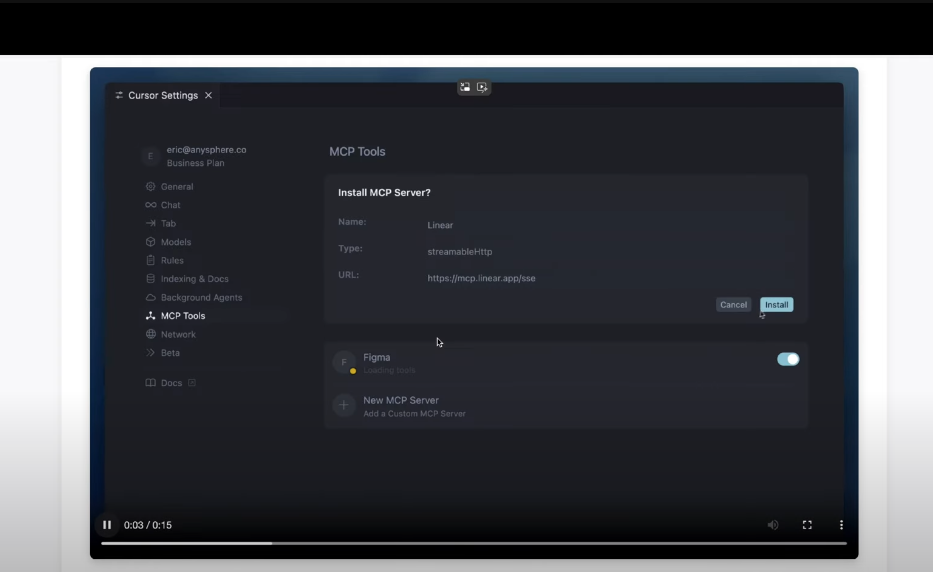 Cursor Settings
E
eric@anysphere.co
Business Plan
General
Chat
Tab
Models
Rules
Indexing & Docs
Background Agents
MCP Tools
Network
Beta
Docs
MCP Tools
Install MCP Server?
Name: Linear
Type: streamableHttp
URL: https://mcp.linear.app/sse
Cancel Install
F
Figma
Loading tools
New MCP Server
Add a Custom MCP Server
0:03 / 0:15